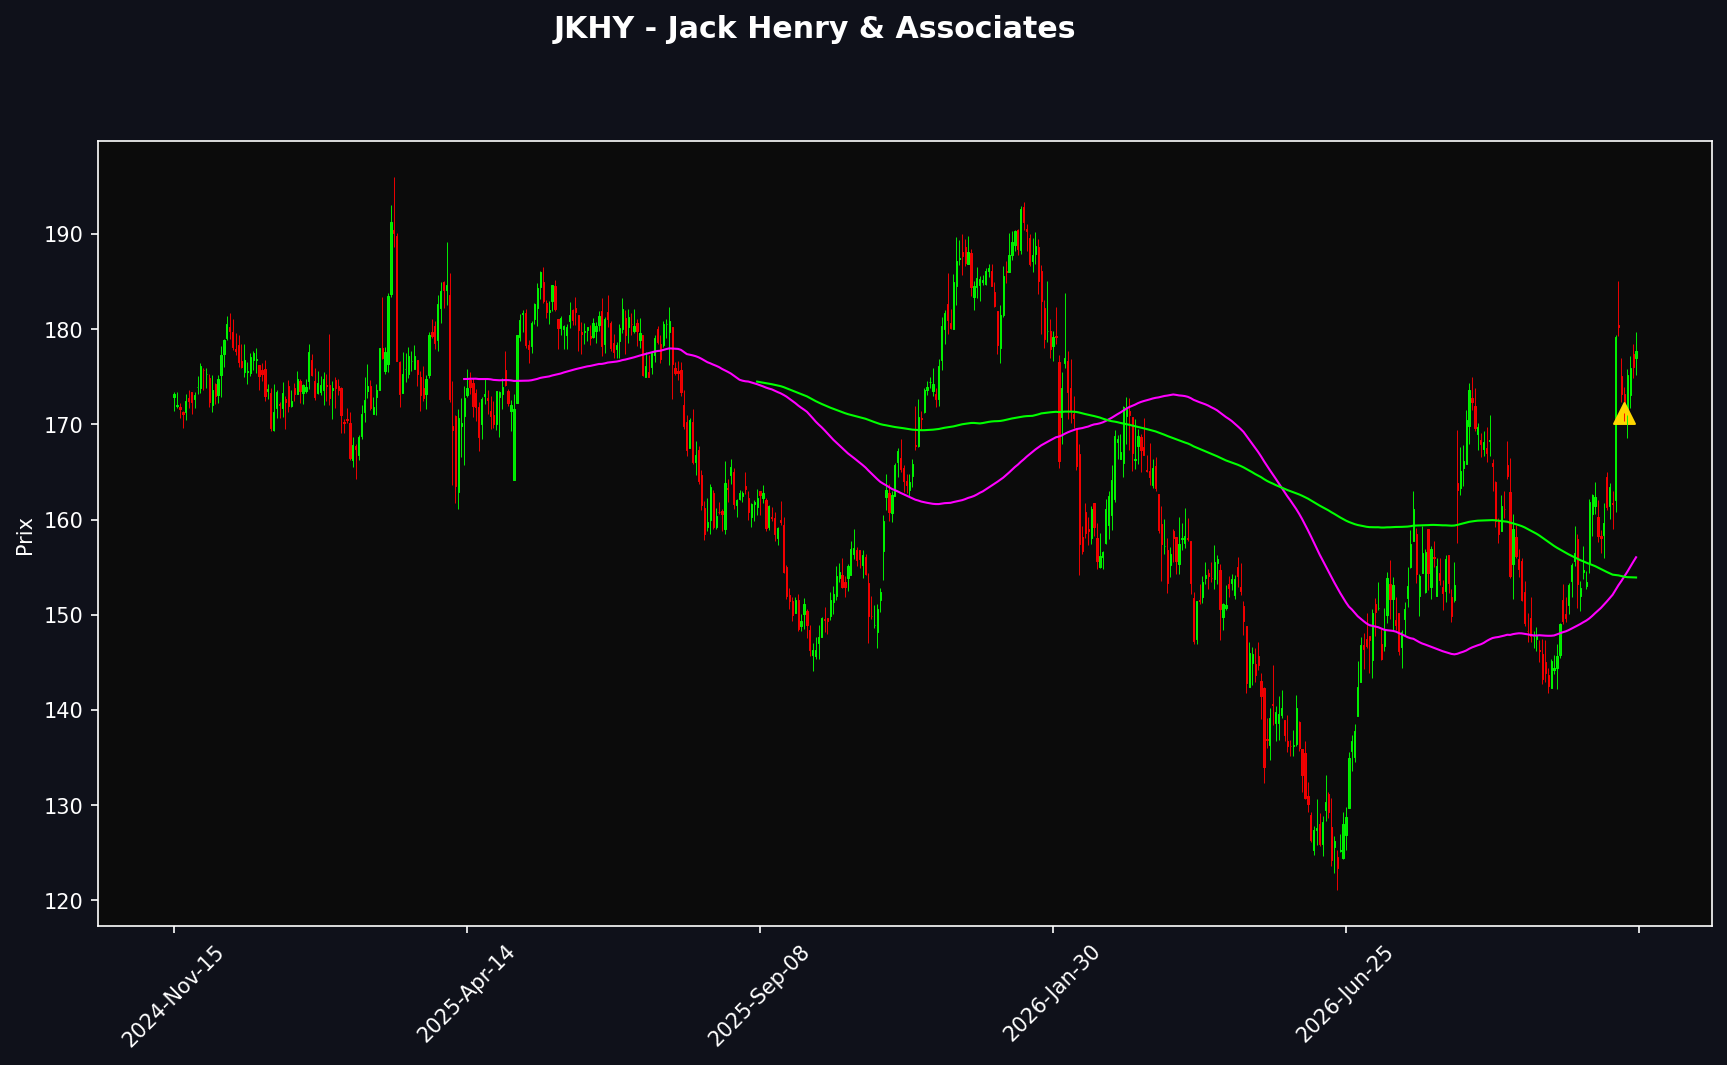 JKHY - Jack Henry & Associates
Prix
190
180
170
160
150
140
130
120
2024-Nov-15
2025-Apr-14
2025-Sep-08
2026-Jan-30
2026-Jun-25